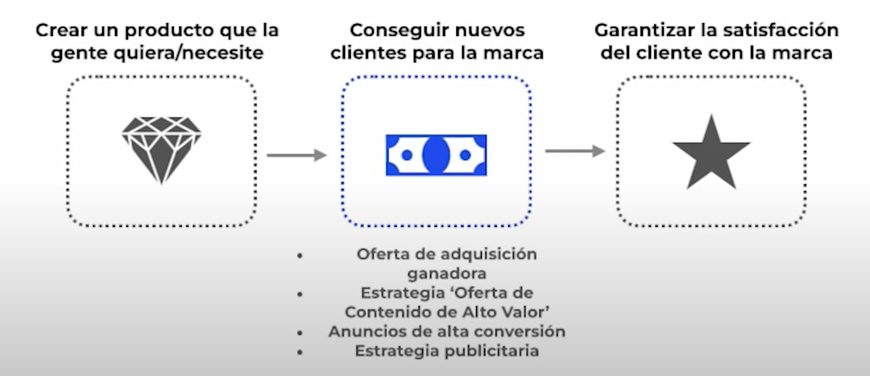 Crear un producto que la
gente quiera/necesite
Conseguir nuevos
clientes para la marca
Garantizar la satisfacción
del cliente con la marca
• Oferta de adquisición
ganadora
• Estrategia ‘Oferta de
Contenido de Alto Valor’
• Anuncios de alta conversión
• Estrategia publicitaria